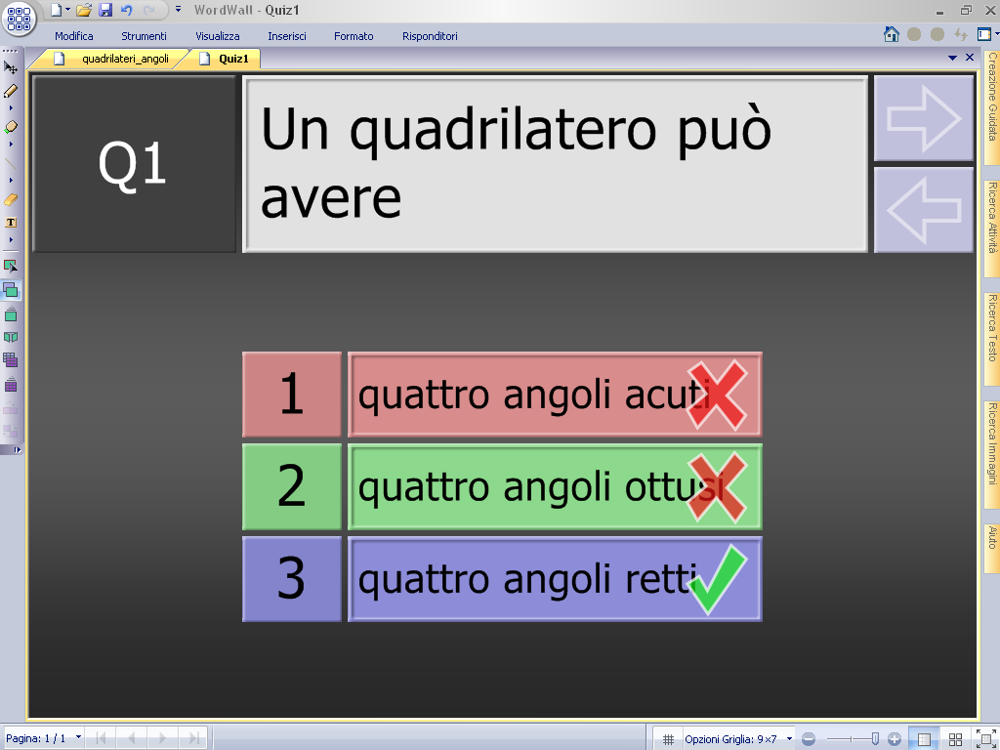 WordWall - Quiz1
Modifica Strumenti Visualizza Inserisci Formato Risponditori
quadrilateri_angoli Quiz1
Q1
Un quadrilatero può
avere
1 quattro angoli acuti
2 quattro angoli ottusi
3 quattro angoli retti
Creazione Guidata
Ricerca Attività
Ricerca Testo
Ricerca Immagini
Aiuto
T
Pagina: 1 / 1
Opzioni Griglia: 9×7